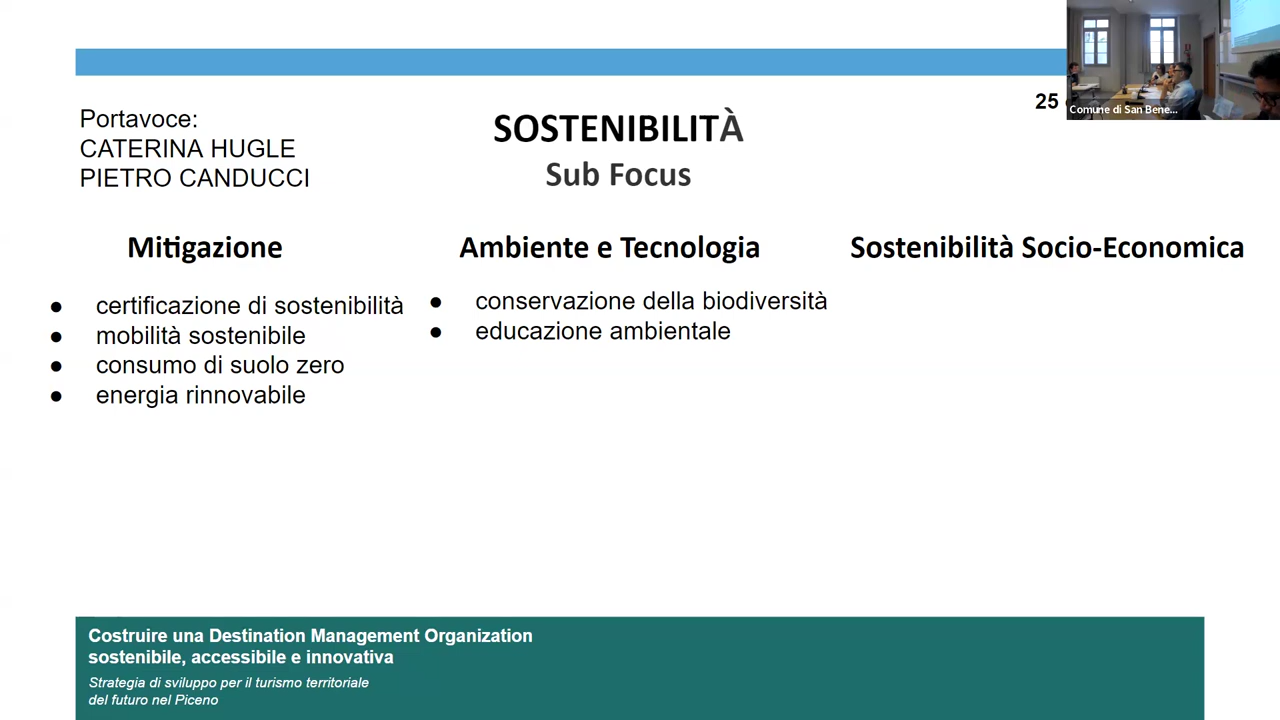 25
Comune di San Bene...
Portavoce:
CATERINA HUGLE
PIETRO CANDUCCI
SOSTENIBILITÀ
Sub Focus
Mitigazione
● certificazione di sostenibilità
● mobilità sostenibile
● consumo di suolo zero
● energia rinnovabile
Ambiente e Tecnologia
● conservazione della biodiversità
● educazione ambientale
Sostenibilità Socio-Economica
Costruire una Destination Management Organization
sostenibile, accessibile e innovativa
Strategia di sviluppo per il turismo territoriale
del futuro nel Piceno